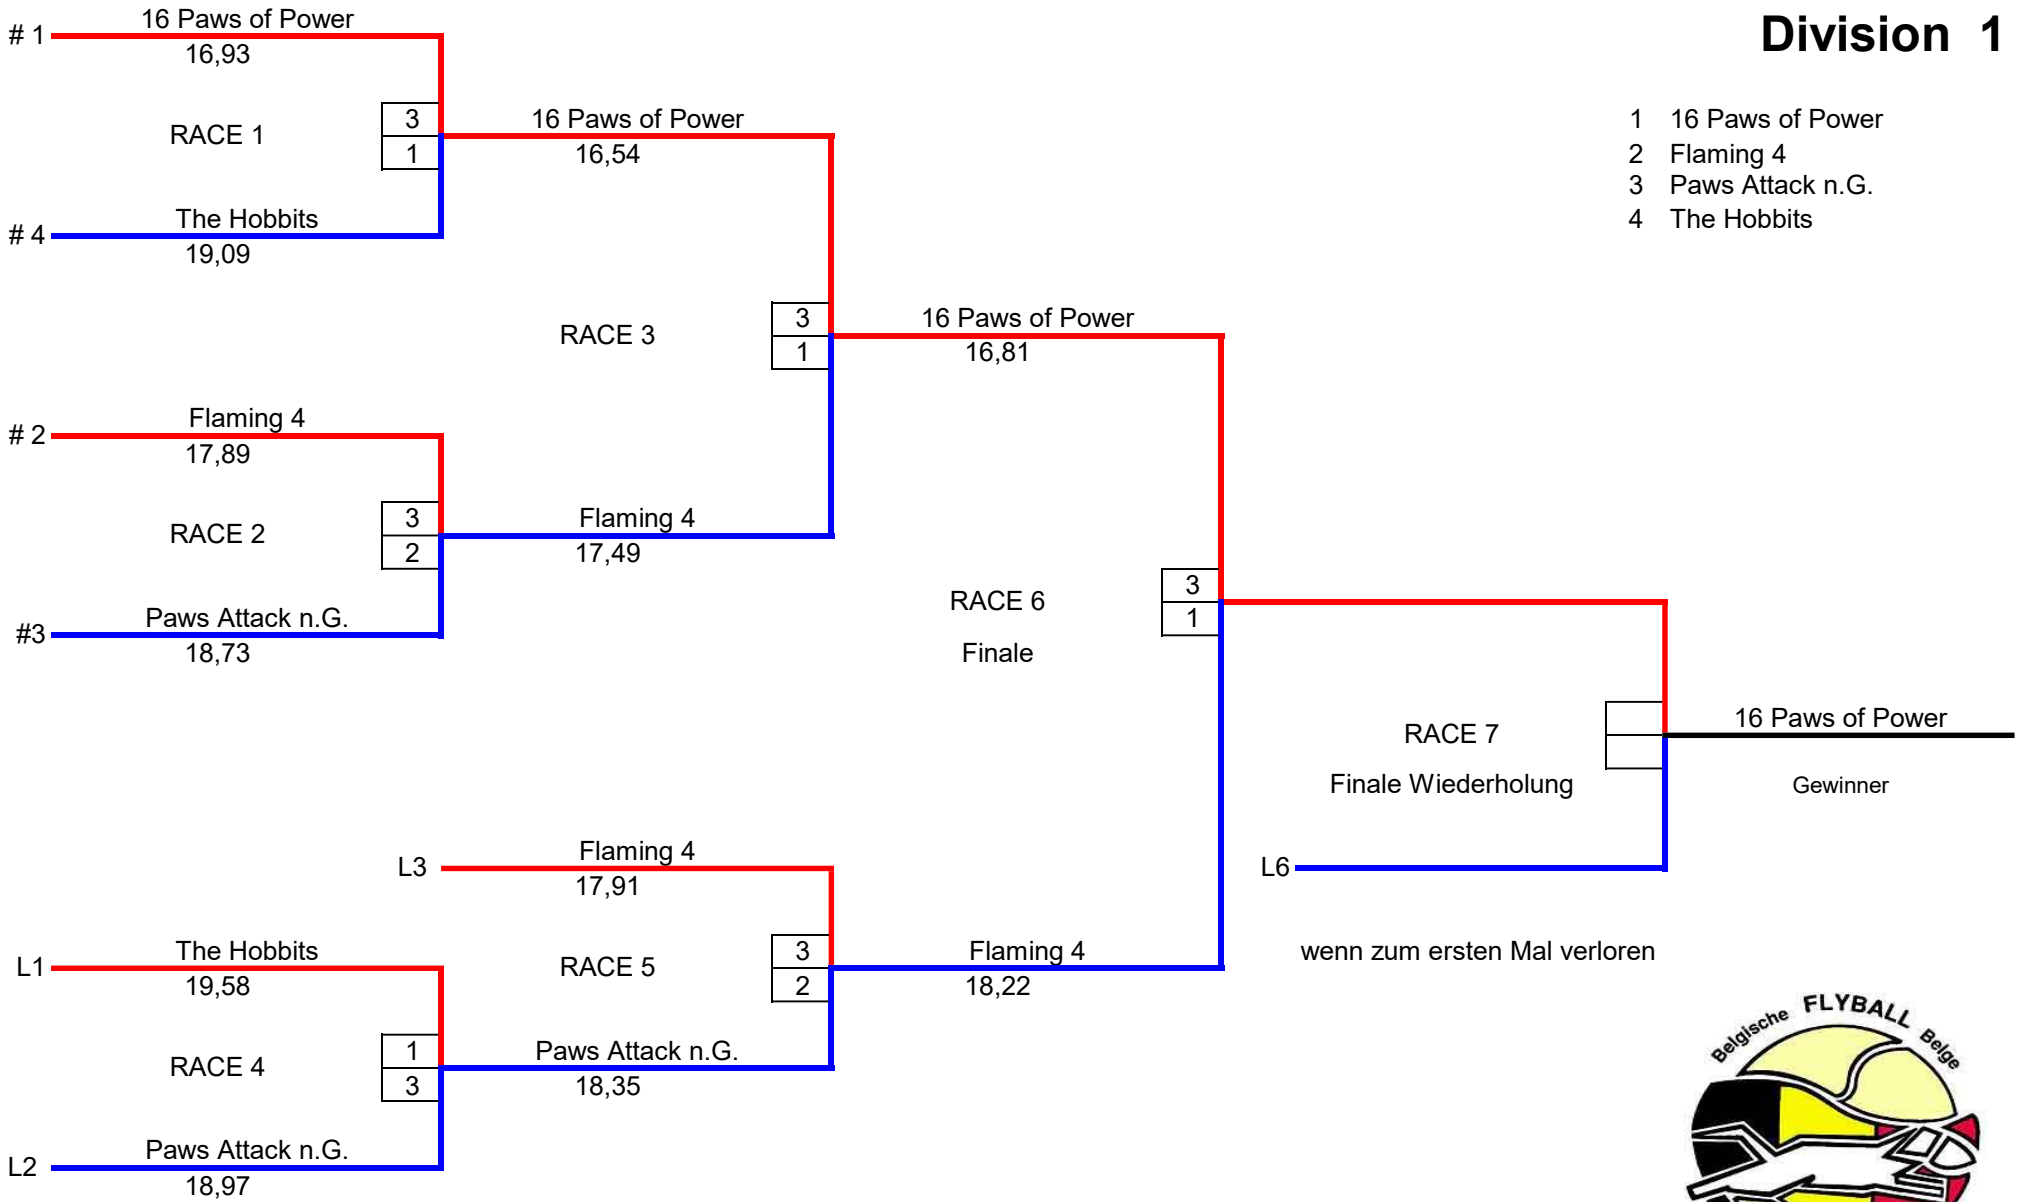 Division 1
# 1
16 Paws of Power
16,93
RACE 1
3
1
# 4
The Hobbits
19,09
16 Paws of Power
16,54
1 16 Paws of Power
2 Flaming 4
3 Paws Attack n.G.
4 The Hobbits
RACE 3
3
1
16 Paws of Power
16,81
# 2
Flaming 4
17,89
RACE 2
3
2
Flaming 4
17,49
#3
Paws Attack n.G.
18,73
RACE 6
Finale
3
1
RACE 7
Finale Wiederholung
16 Paws of Power
Gewinner
L3
Flaming 4
17,91
L6
wenn zum ersten Mal verloren
L1
The Hobbits
19,58
RACE 5
3
2
Flaming 4
18,22
RACE 4
1
3
Paws Attack n.G.
18,35
L2
Paws Attack n.G.
18,97
Belgische FLYBALL Belge